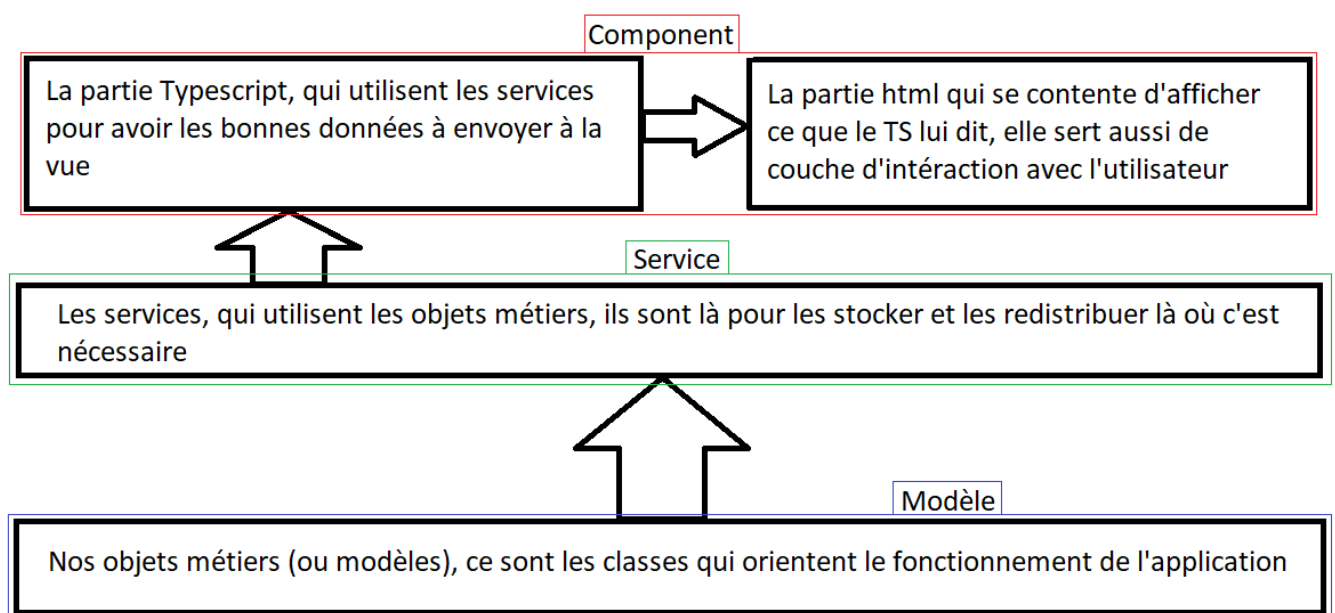 Component
La partie Typescript, qui utilisent les services
pour avoir les bonnes données à envoyer à la
vue
La partie html qui se contente d'afficher
ce que le TS lui dit, elle sert aussi de
couche d'intéraction avec l'utilisateur
Service
Les services, qui utilisent les objets métiers, ils sont là pour les stocker et les redistribuer là où c'est
nécessaire
Modèle
Nos objets métiers (ou modèles), ce sont les classes qui orientent le fonctionnement de l'application